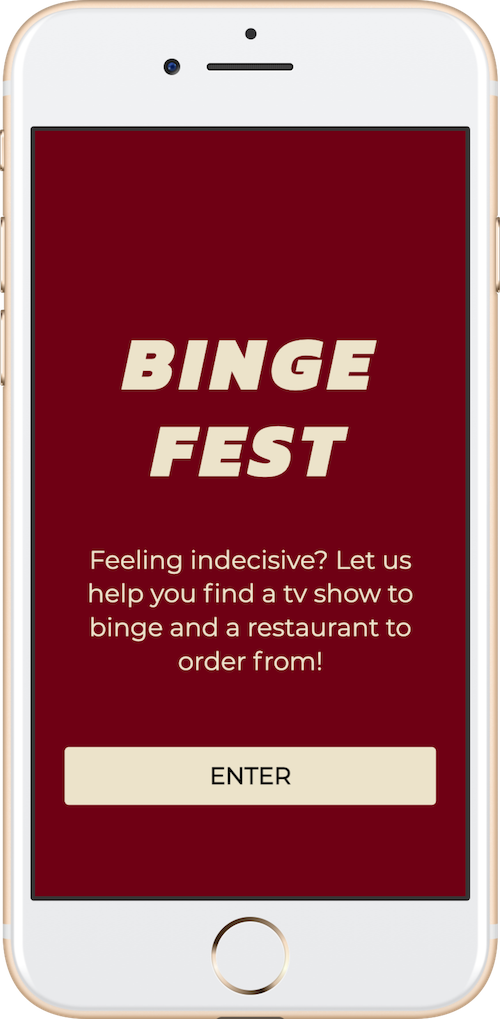 BINGE
FEST
Feeling indecisive? Let us
help you find a tv show to
binge and a restaurant to
order from!
ENTER